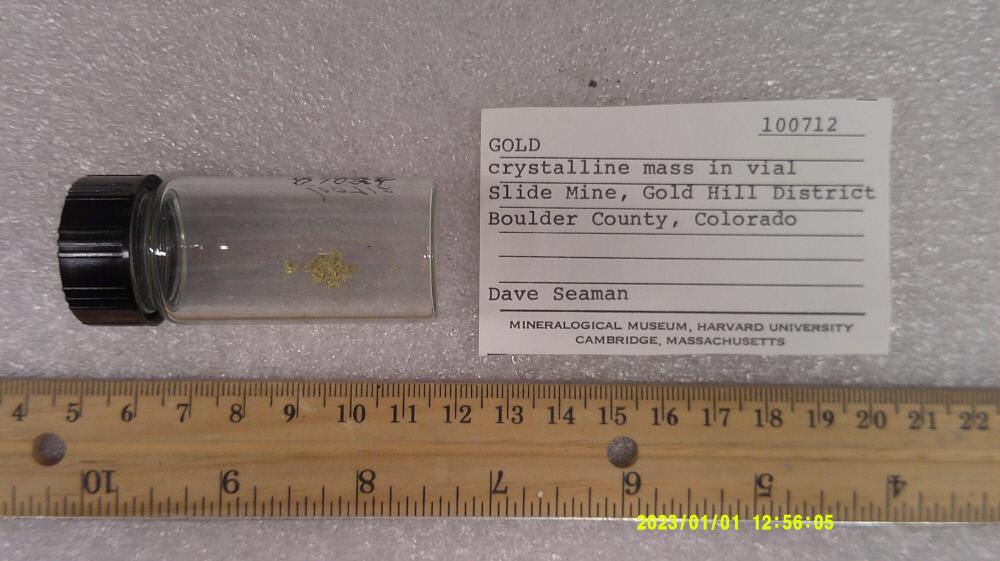 100712
GOLD
crystalline mass in vial
Slide Mine, Gold Hill District
Boulder County, Colorado
Dave Seaman
MINERALOGICAL MUSEUM, HARVARD UNIVERSITY
CAMBRIDGE, MASSACHUSETTS
4 5 6 7 8 9 10 11 12 13 14 15 16 17 18 19 20 21 22
10 9 8 7 6 5 4
2023/01/01 12:56:05